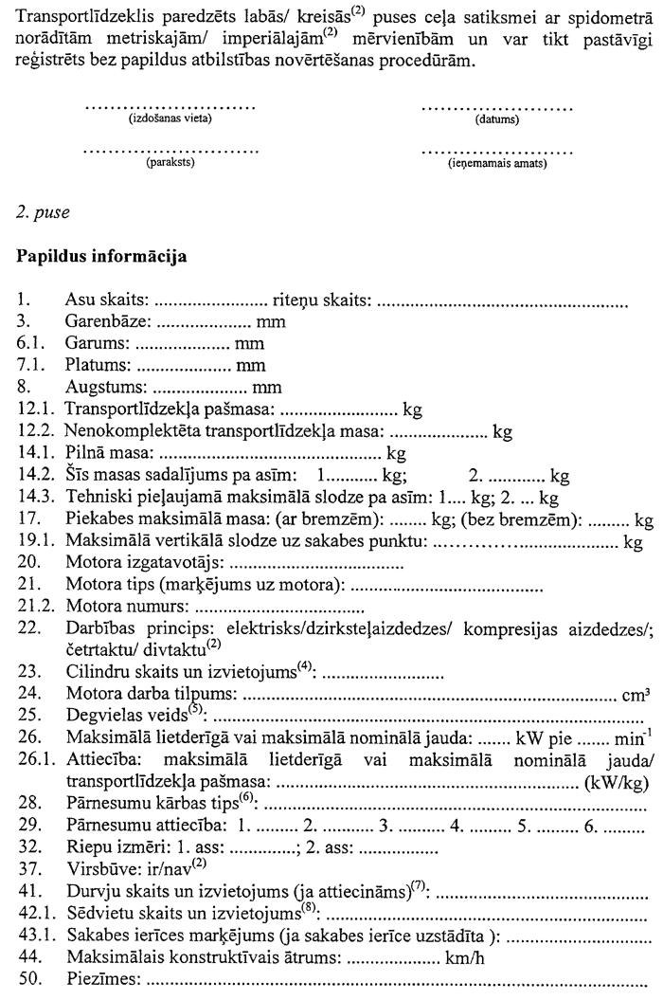 Transportlīdzeklis paredzēts labās/ kreisās(2) puses ceļa satiksmei ar spidometrā
norādītām metriskajām/ imperiālajām(2) mērvienībām un var tikt pastāvīgi
reģistrēts bez papildus atbilstības novērtēšanas procedūrām.
.............................. ..............................
(izdošanas vieta) (datums)
.............................. ..............................
(paraksts) (ieņemamais amats)
2. puse
Papildus informācija
1. Asu skaits: ....................... riteņu skaits: ..................................................
3. Garenbāze: .................... mm
6.1. Garums: .................... mm
7.1. Platums: ................... mm
8. Augstums: ................... mm
12.1. Transportlīdzekļa pašmasa: ........................ kg
12.2. Nenokomplektēta transportlīdzekļa masa: .................... kg
14.1. Pilnā masa: ........................................ kg
14.2. Šīs masas sadalījums pa asīm: 1........... kg; 2. ............ kg
14.3. Tehniski pieļaujamā maksimālā slodze pa asīm: 1.... kg; 2. ... kg
17. Piekabes maksimālā masa: (ar bremzēm): ........ kg; (bez bremzēm): ......... kg
19.1. Maksimālā vertikālā slodze uz sakabes punktu: ...................................... kg
20. Motora izgatavotājs: ...................................
21. Motora tips (marķējums uz motora): .......................................
21.2. Motora numurs: ...................................
22. Darbības princips: elektrisks/dzirksteļaizdedzes/ kompresijas aizdedzes/;
četrtaktu/ divtaktu(2)
23. Cilindru skaits un izvietojums(4): .........................
24. Motora darba tilpums: ............................................................................................ cm³
25. Degvielas veids(5): .......................................................................................
26. Maksimālā lietderīgā vai maksimālā nominālā jauda: ....... kW pie ....... min-1
26.1. Attiecība: maksimālā lietderīgā vai maksimālā nominālā jauda/
transportlīdzekļa pašmasa: .............................................................. (kW/kg)
28. Pārnesumu kārbas tips(6): ..............................................................................
29. Pārnesumu attiecība: 1. ......... 2. ............ 3. ......... 4. ......... 5. ......... 6. .........
32. Riepu izmēri: 1. ass: .............; 2. ass: ................
37. Virsbūve: ir/nav(2)
41. Durvju skaits un izvietojums (ja attiecināms)(7): ...........................................
42.1. Sēdvietu skaits un izvietojums(8): .................................................................
43.1. Sakabes ierīces marķējums (ja sakabes ierīce uzstādīta ): .............................
44. Maksimālais konstruktīvais ātrums: ................... km/h
50. Piezīmes: ......................................................................................................